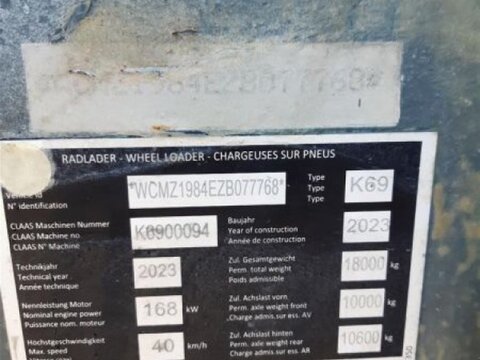 *WCMZ1984EZB077768*
RADLADER - WHEEL LOADER - CHARGEUSES SUR PNEUS
Vehicle Id
N° identification
*WCMZ1984EZB077768*
Type
Type
Type
K69
CLAAS Maschinen Nummer
CLAAS Machine Number
CLAAS N° Machine
K6900094
Baujahr
Year of construction
Année de construction
2023
Technikjahr
Technical year
Année technique
2023
Zul. Gesamtgewicht
Perm. total weight
Poids admissible
18000 kg
Nennleistung Motor
Nominal engine power
Puissance nom. moteur
168 kW
Zul. Achslast vorn.
Perm. axle weight front
Charge admis.sur ess. AV
10000 kg
Höchstgeschwindigkeit
Max. speed
40 km/h
Zul. Achslast hinten
Perm. axle weight rear
Charge admis.sur ess. AR
10600 kg